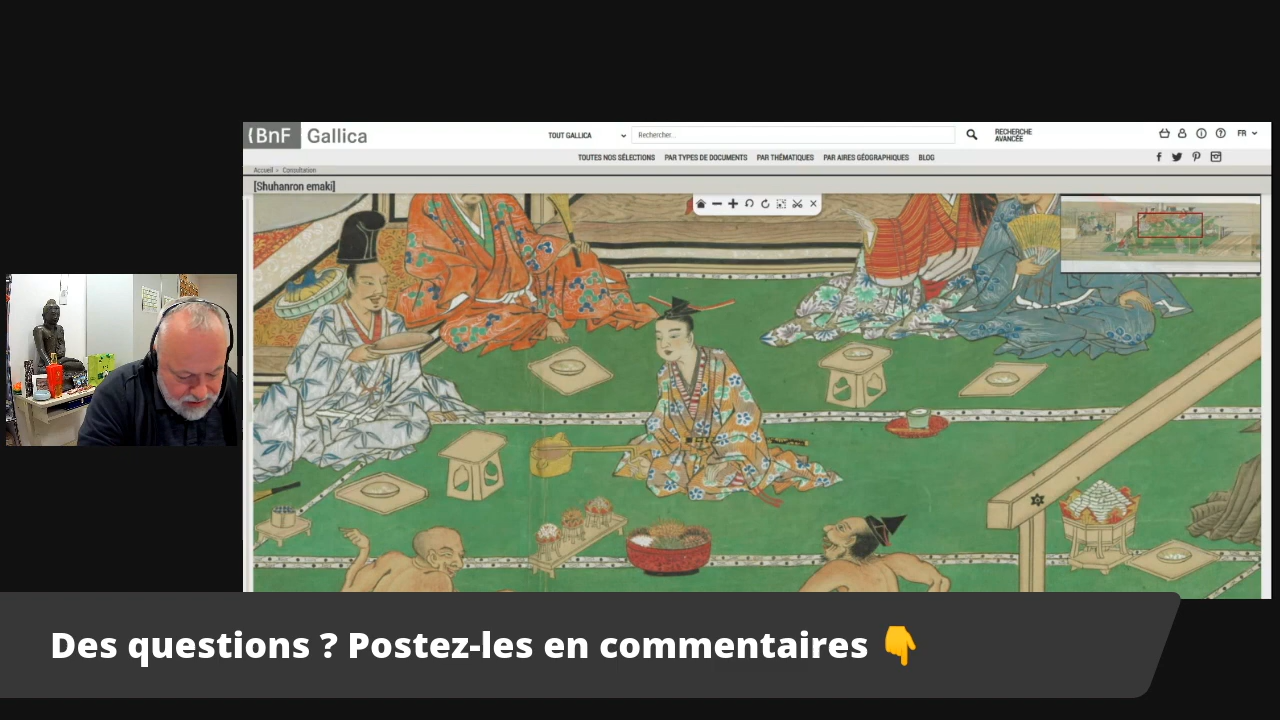 BnF Gallica
TOUT GALLICA
Rechercher...
RECHERCHE
AVANCÉE
FR
TOUTES NOS SÉLECTIONS PAR TYPES DE DOCUMENTS PAR THÉMATIQUES PAR AIRES GÉOGRAPHIQUES BLOG
Accueil › Consultation
[Shuhanron emaki]
Des questions ? Postez-les en commentaires 👇